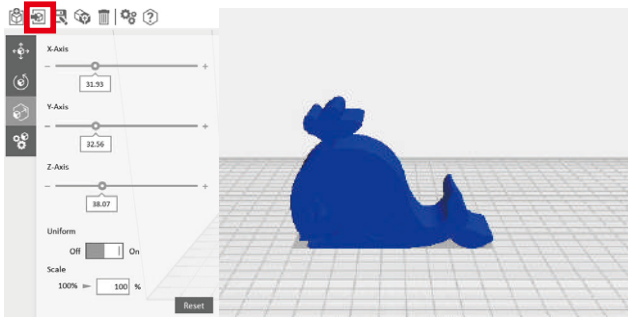 X-Axis
− +
31.93
Y-Axis
− +
32.56
Z-Axis
− +
38.07
Uniform
Off On
Scale
100% ► 100 %
Reset